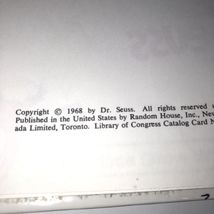 Copyright © 1968 by Dr. Seuss. All rights reserved
Published in the United States by Random House, Inc., Ne
ada Limited, Toronto. Library of Congress Catalog Card N